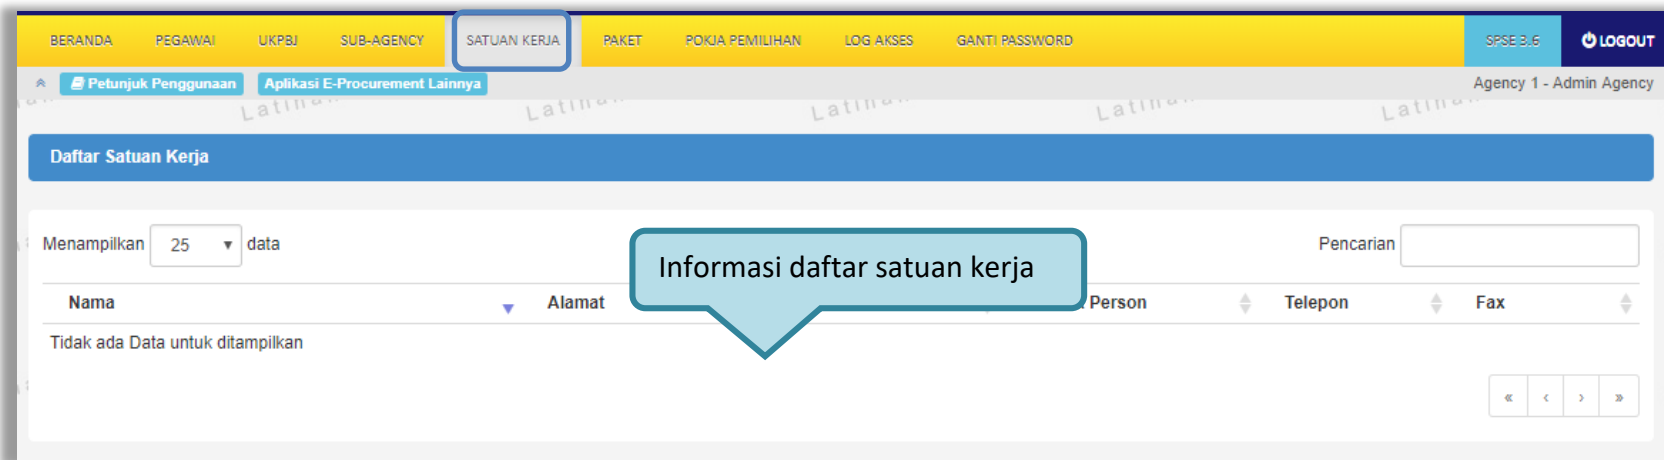 BERANDA PEGAWAI UKPBJ SUB-AGENCY SATUAN KERJA PAKET POKJA PEMILIHAN LOG AKSES GANTI PASSWORD SPSE 3.6 LOGOUT
Petunjuk Penggunaan Aplikasi E-Procurement Lainnya Agency 1 - Admin Agency
Daftar Satuan Kerja
Menampilkan 25 data Pencarian
Informasi daftar satuan kerja
Nama Alamat Person Telepon Fax
Tidak ada Data untuk ditampilkan
« ‹ › »